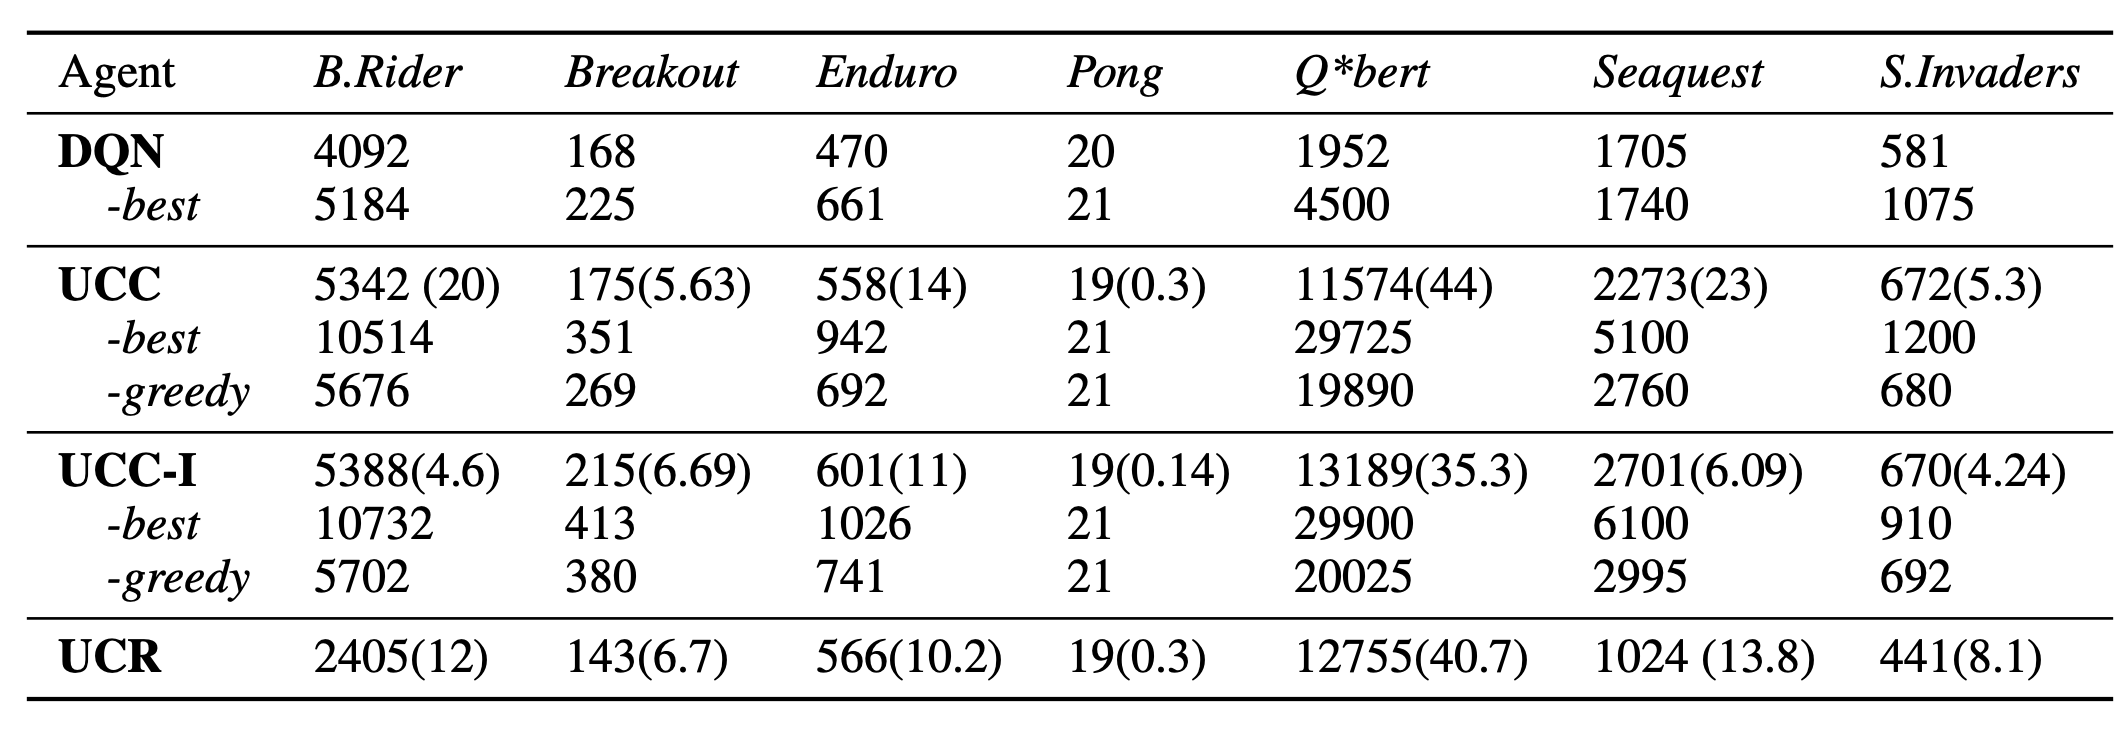 Agent B.Rider Breakout Enduro Pong Q*bert Seaquest S.Invaders
DQN 4092 168 470 20 1952 1705 581
-best 5184 225 661 21 4500 1740 1075
UCC 5342 (20) 175(5.63) 558(14) 19(0.3) 11574(44) 2273(23) 672(5.3)
-best 10514 351 942 21 29725 5100 1200
-greedy 5676 269 692 21 19890 2760 680
UCC-I 5388(4.6) 215(6.69) 601(11) 19(0.14) 13189(35.3) 2701(6.09) 670(4.24)
-best 10732 413 1026 21 29900 6100 910
-greedy 5702 380 741 21 20025 2995 692
UCR 2405(12) 143(6.7) 566(10.2) 19(0.3) 12755(40.7) 1024 (13.8) 441(8.1)